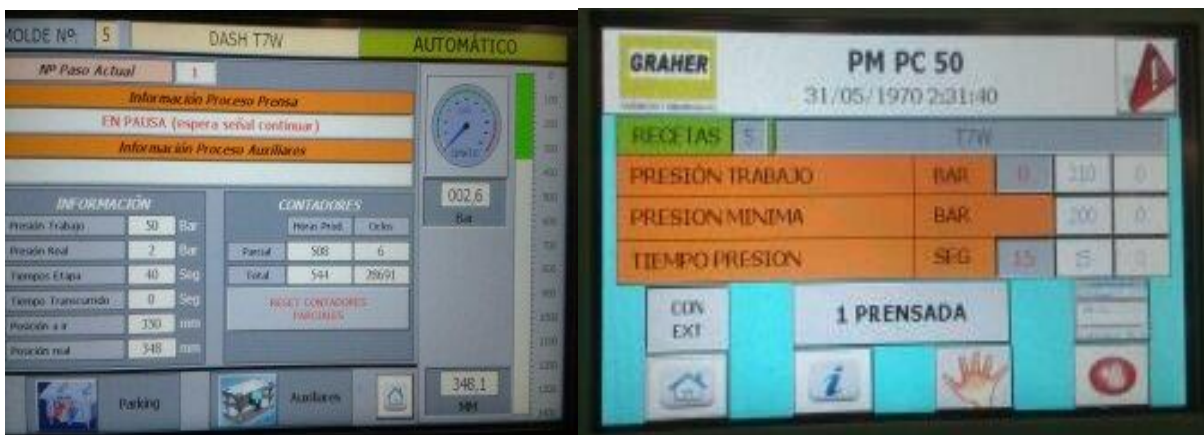 MOLDE Nº: 5 DASH T7W AUTOMÁTICO
Nº Paso Actual 1
Información Proceso Prensa
EN PAUSA (espera señal continuar)
Información Proceso Auxiliares
INFORMACIÓN
Presión Trabajo 50 Bar
Presión Real 2 Bar
Tiempos Etapa 40 Seg
Tiempo Transcurrido 0 Seg
Posición a ir 350 mm
Posición real 348 mm
CONTADORES
Horas Prod. Ciclos
Parcial 508 6
Total 544 28691
RESET CONTADORES
PARCIALES
002,6
Bar
348,1
MM
Parking
Auxiliares
GRAHER
PM PC 50
31/05/1970 2:31:40
RECETAS 5 T7W
PRESIÓN TRABAJO BAR 0 210 0
PRESION MINIMA BAR 200 0
TIEMPO PRESION SEG 15 15 0
CON
EXT
1 PRENSADA